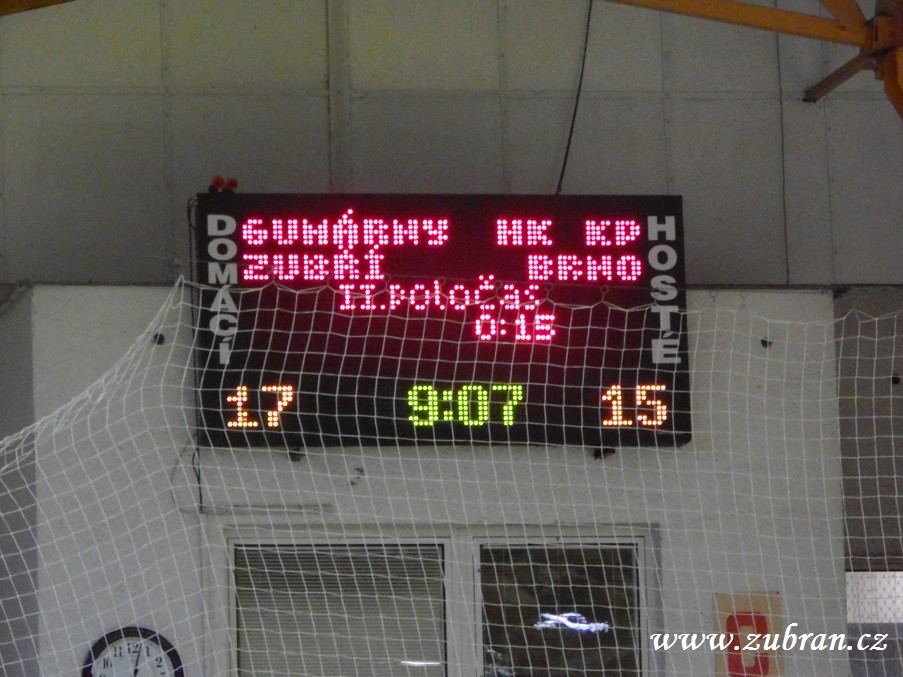 DOMÁCÍ
GUMÁRNY HK KP
ZUBŘÍ BRNO
HOSTÉ
II.Poločas
0:15
17 9:07 15
www.zubran.cz